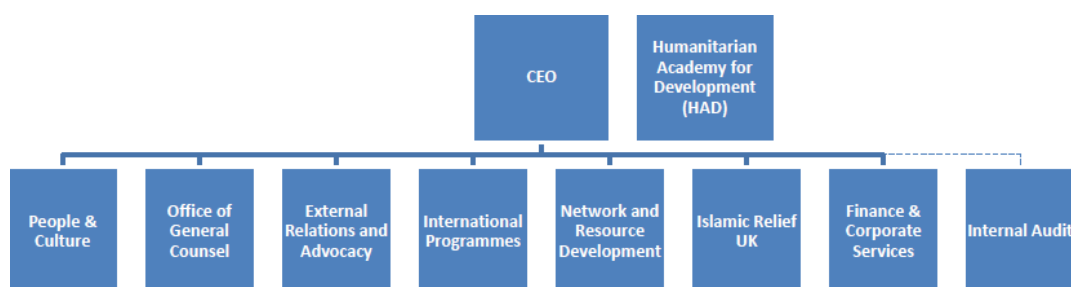 CEO
Humanitarian
Academy for
Development
(HAD)
People &
Culture
Office of
General
Counsel
External
Relations and
Advocacy
International
Programmes
Network and
Resource
Development
Islamic Relief
UK
Finance &
Corporate
Services
Internal Audit